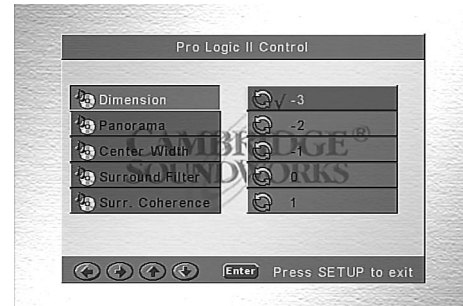 Pro Logic II Control
Dimension √ -3
Panorama -2
Center Width -1
Surround Filter 0
Surr. Coherence 1
CAMBRIDGE®
SOUNDWORKS
Enter Press SETUP to exit